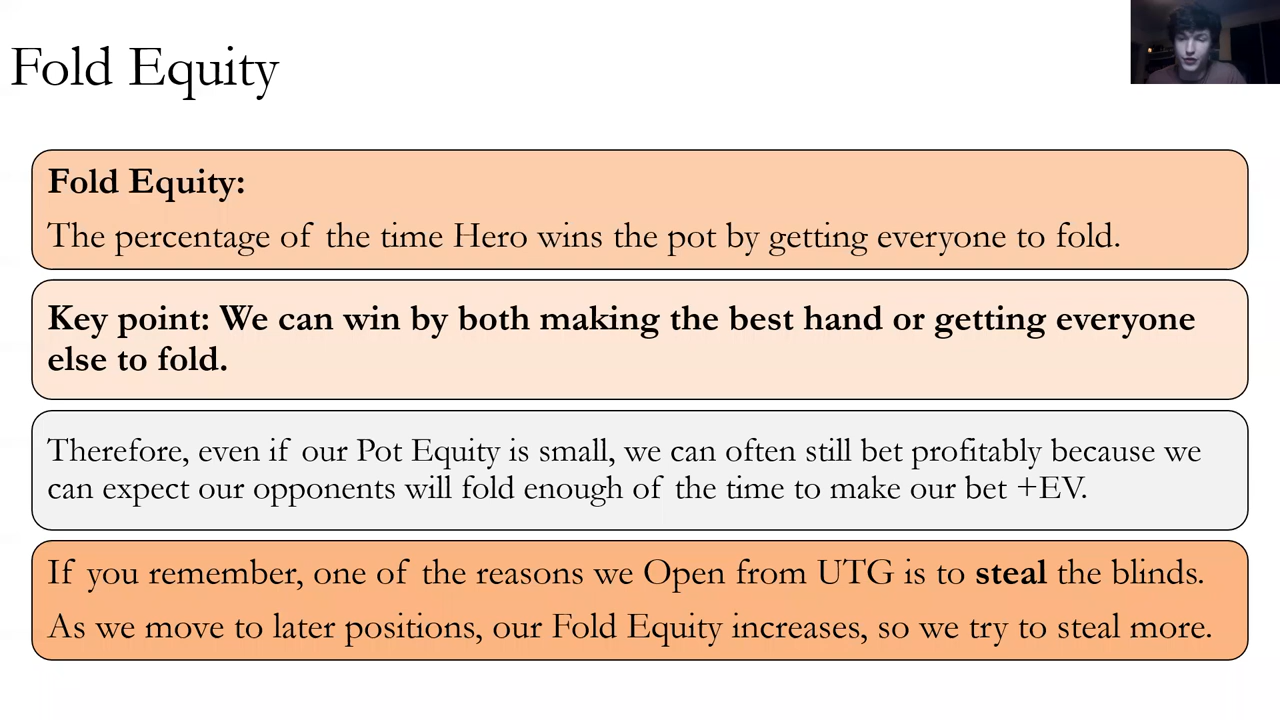 Fold Equity
Fold Equity:
The percentage of the time Hero wins the pot by getting everyone to fold.
Key point: We can win by both making the best hand or getting everyone
else to fold.
Therefore, even if our Pot Equity is small, we can often still bet profitably because we
can expect our opponents will fold enough of the time to make our bet +EV.
If you remember, one of the reasons we Open from UTG is to steal the blinds.
As we move to later positions, our Fold Equity increases, so we try to steal more.